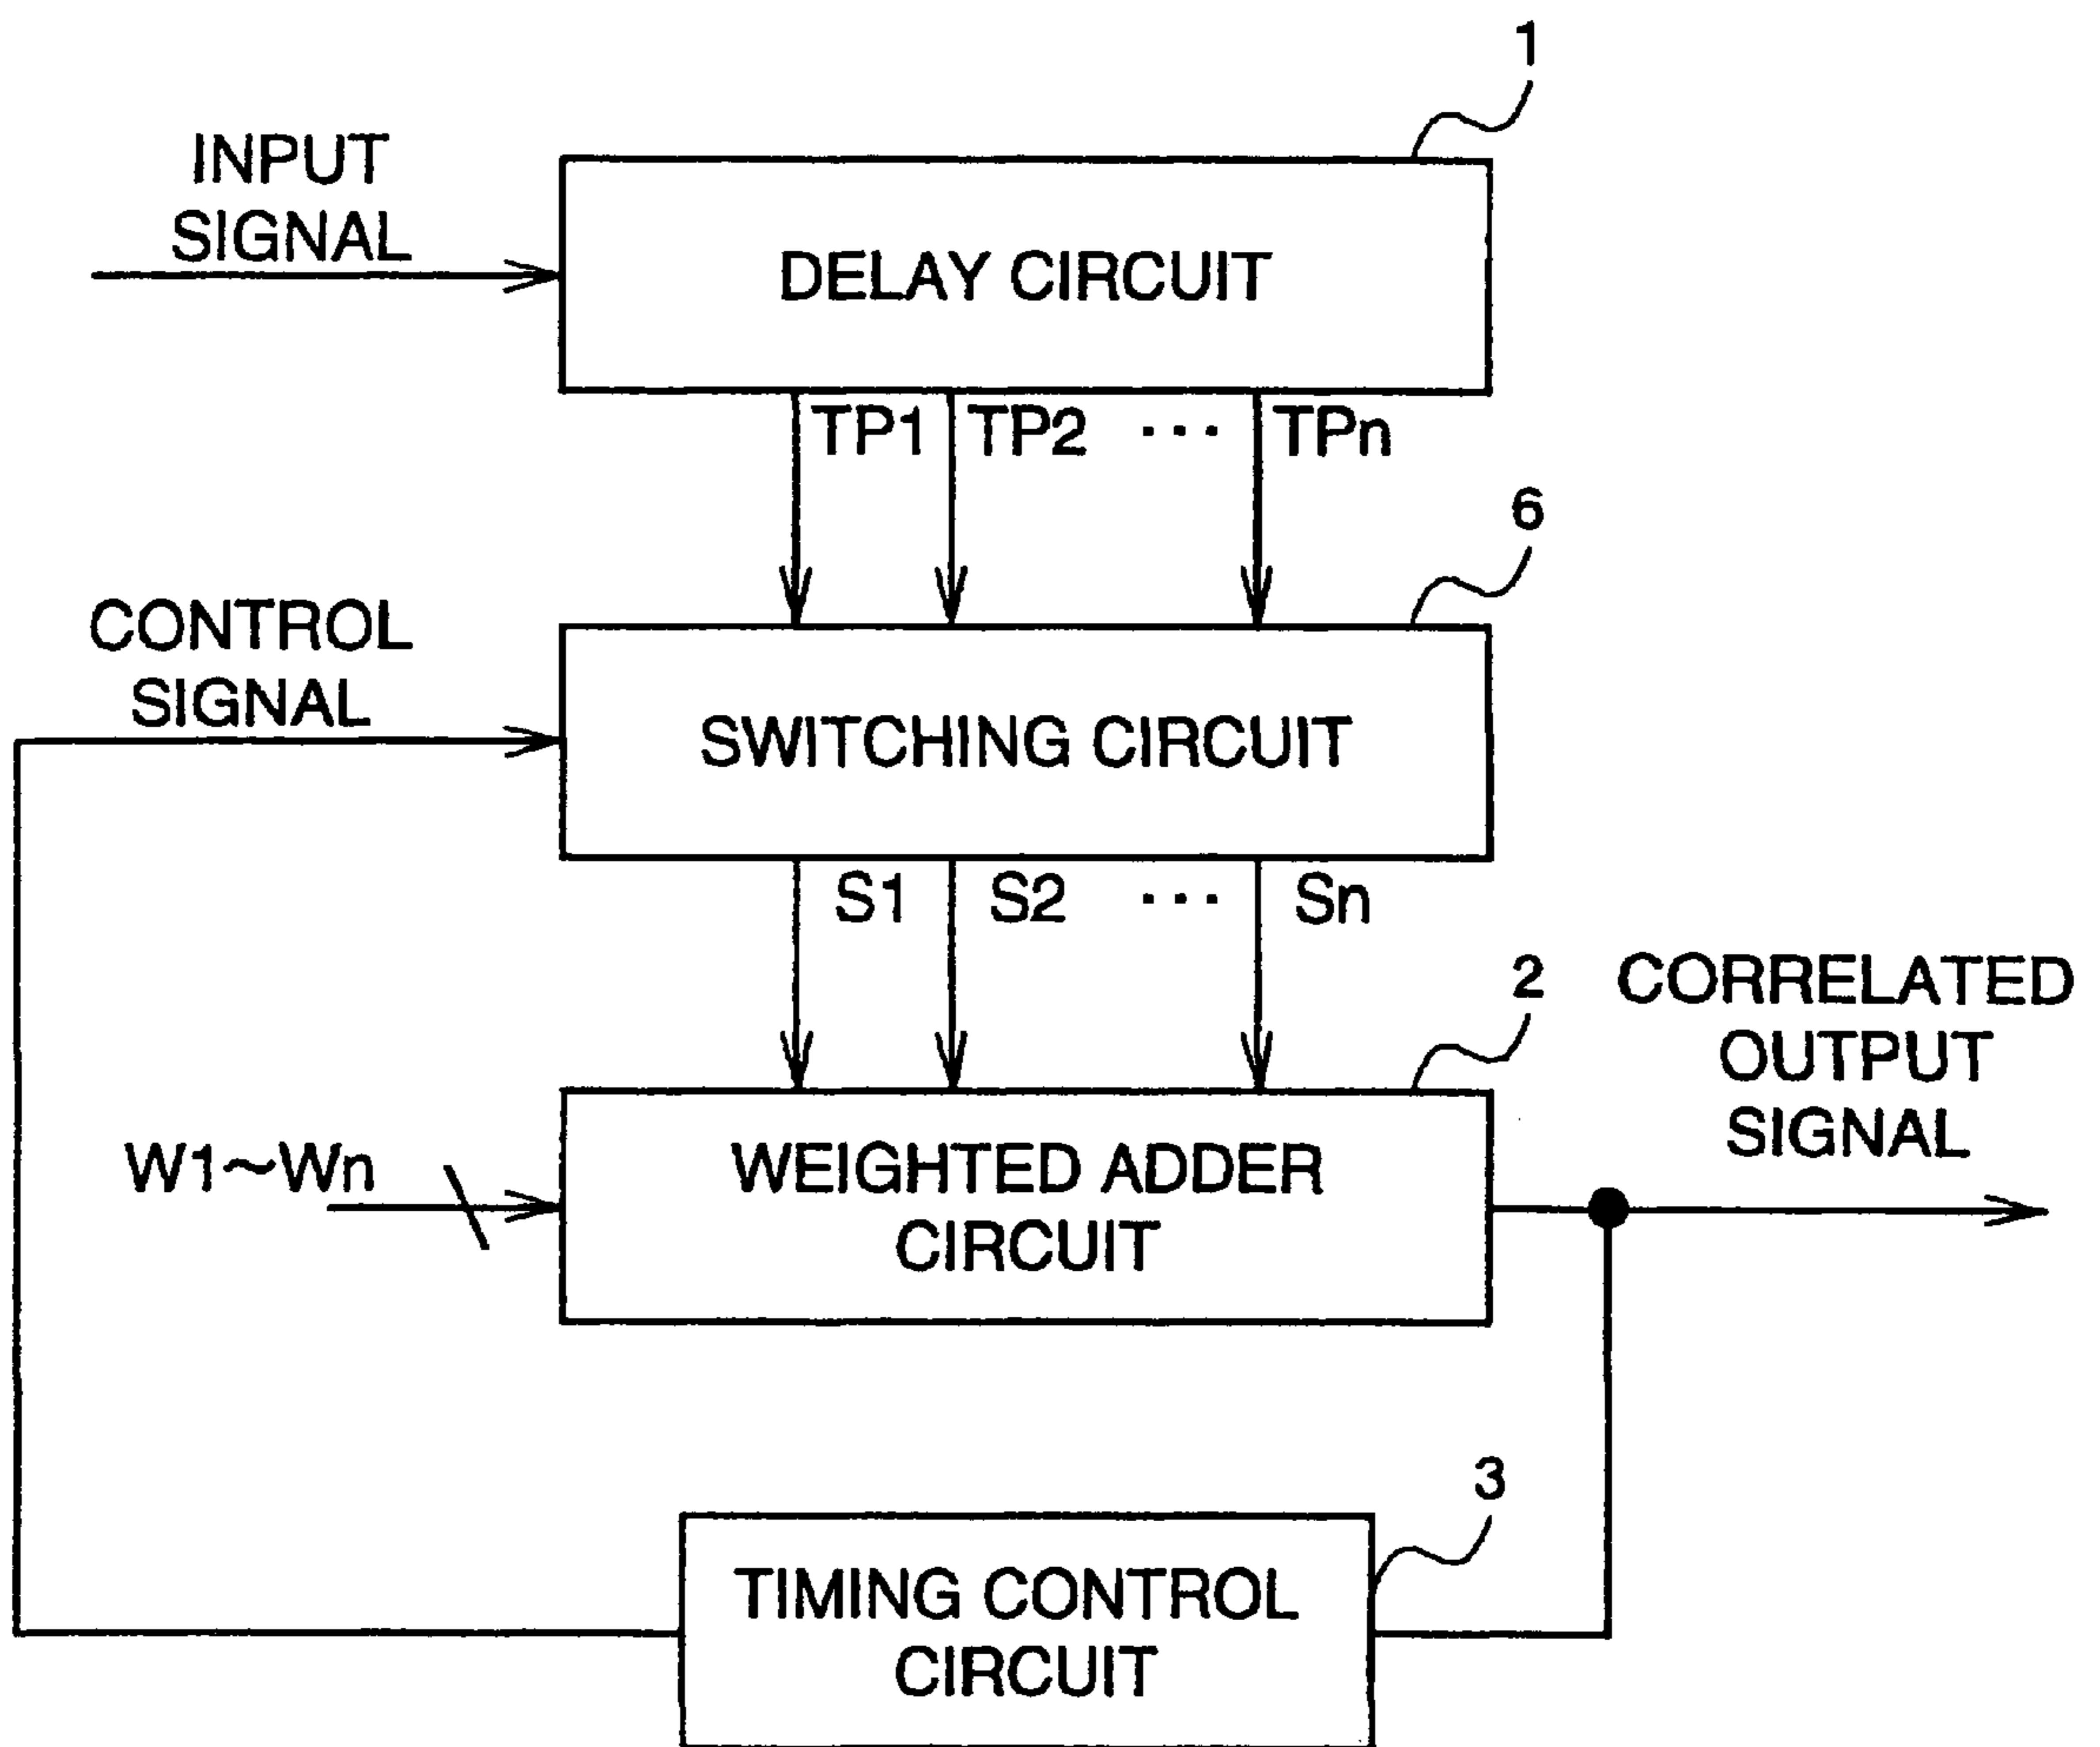 1
INPUT
SIGNAL
DELAY CIRCUIT
TP1 TP2 ··· TPn
6
CONTROL
SIGNAL
SWITCHING CIRCUIT
S1 S2 ··· Sn
2
CORRELATED
OUTPUT
SIGNAL
W1~Wn
WEIGHTED ADDER
CIRCUIT
3
TIMING CONTROL
CIRCUIT